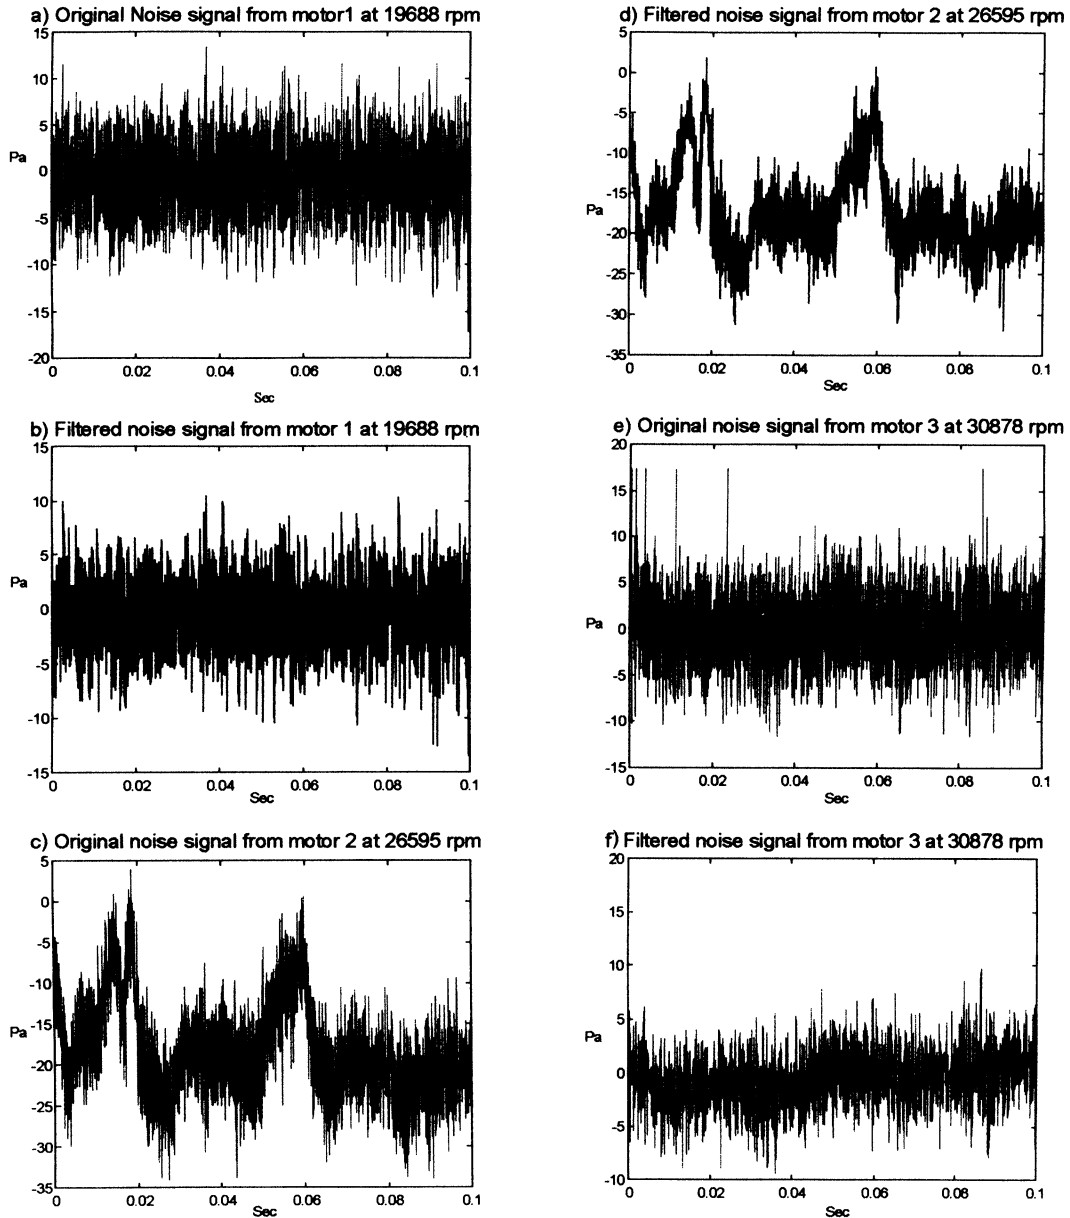 a) Original Noise signal from motor1 at 19688 rpm
15
10
5
Pa
0
-5
-10
-15
-20
0 0.02 0.04 0.06 0.08 0.1
Sec
b) Filtered noise signal from motor 1 at 19688 rpm
15
10
5
Pa
0
-5
-10
-15
0 0.02 0.04 0.06 0.08 0.1
Sec
c) Original noise signal from motor 2 at 26595 rpm
5
0
-5
-10
Pa
-15
-20
-25
-30
-35
0 0.02 0.04 0.06 0.08 0.1
Sec
d) Filtered noise signal from motor 2 at 26595 rpm
5
0
-5
-10
-15
Pa
-20
-25
-30
-35
0 0.02 0.04 0.06 0.08 0.1
Sec
e) Original noise signal from motor 3 at 30878 rpm
20
15
10
5
Pa
0
-5
-10
-15
0 0.02 0.04 0.06 0.08 0.1
Sec
f) Filtered noise signal from motor 3 at 30878 rpm
20
15
10
5
Pa
0
-5
-10
0 0.02 0.04 0.06 0.08 0.1
Sec